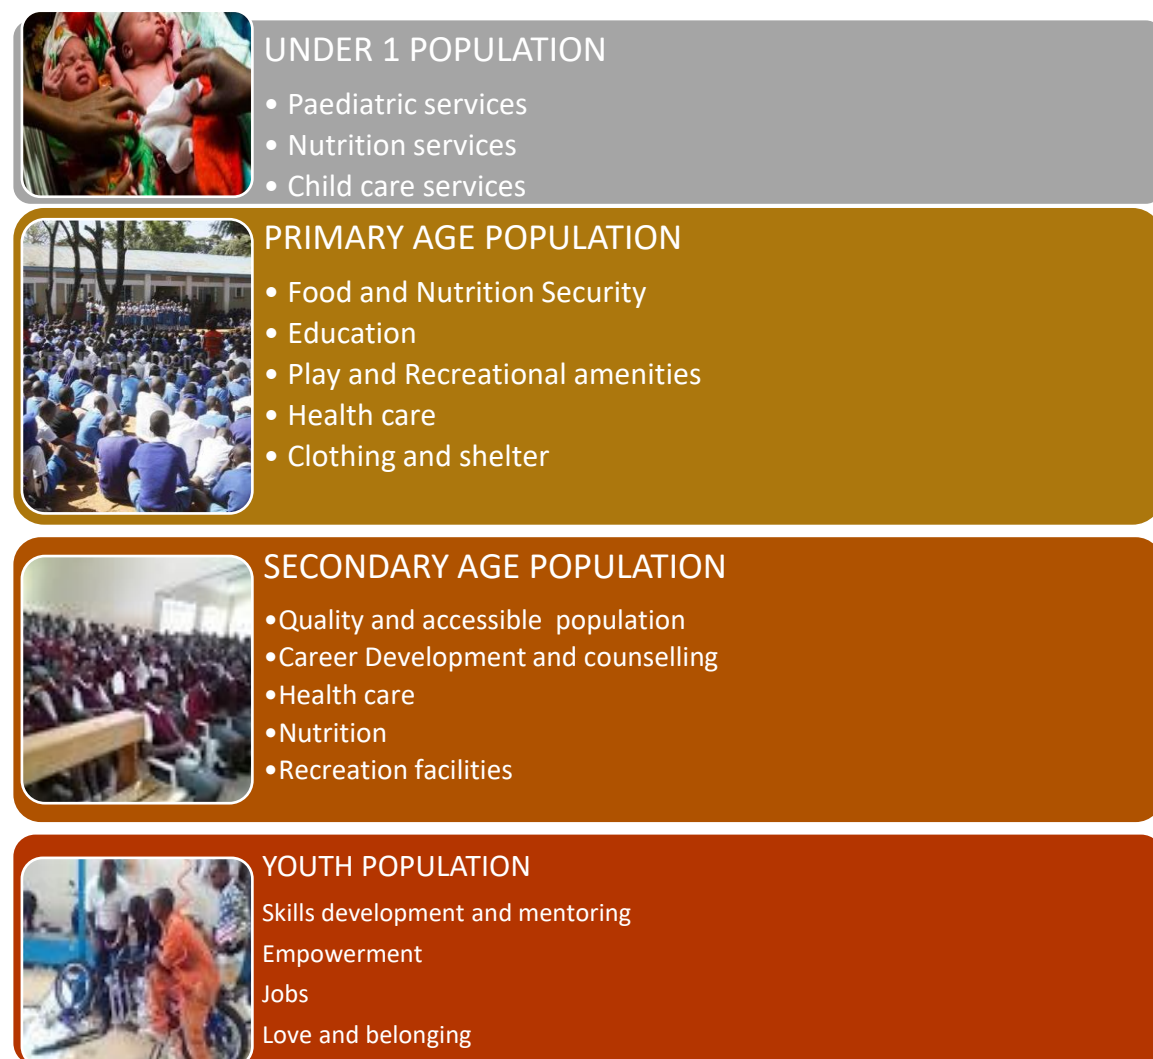 UNDER 1 POPULATION
• Paediatric services
• Nutrition services
• Child care services
PRIMARY AGE POPULATION
• Food and Nutrition Security
• Education
• Play and Recreational amenities
• Health care
• Clothing and shelter
SECONDARY AGE POPULATION
•Quality and accessible  population
•Career Development and counselling
•Health care
•Nutrition
•Recreation facilities
YOUTH POPULATION
Skills development and mentoring
Empowerment
Jobs
Love and belonging